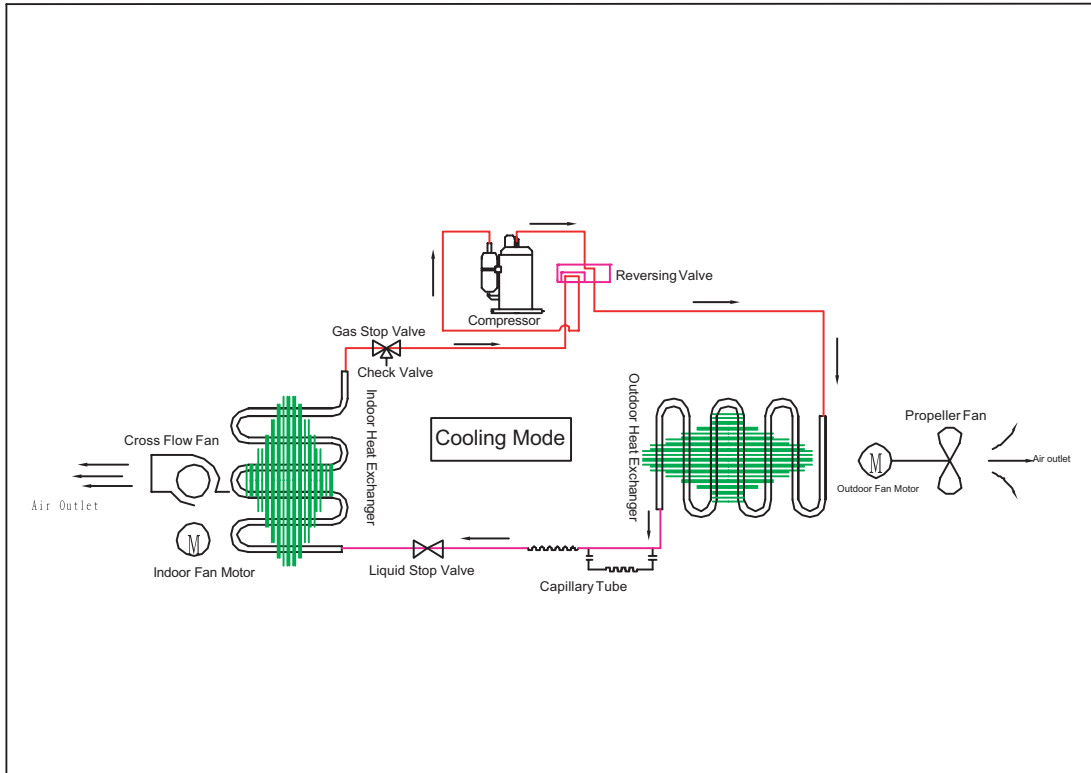 Reversing Valve
Compressor
Gas Stop Valve
Check Valve
Indoor Heat Exchanger
Outdoor Heat Exchanger
Cooling Mode
Propeller Fan
Cross Flow Fan
M
Air outlet
Outdoor Fan Motor
Air Outlet
M
Indoor Fan Motor
Liquid Stop Valve
Capillary Tube